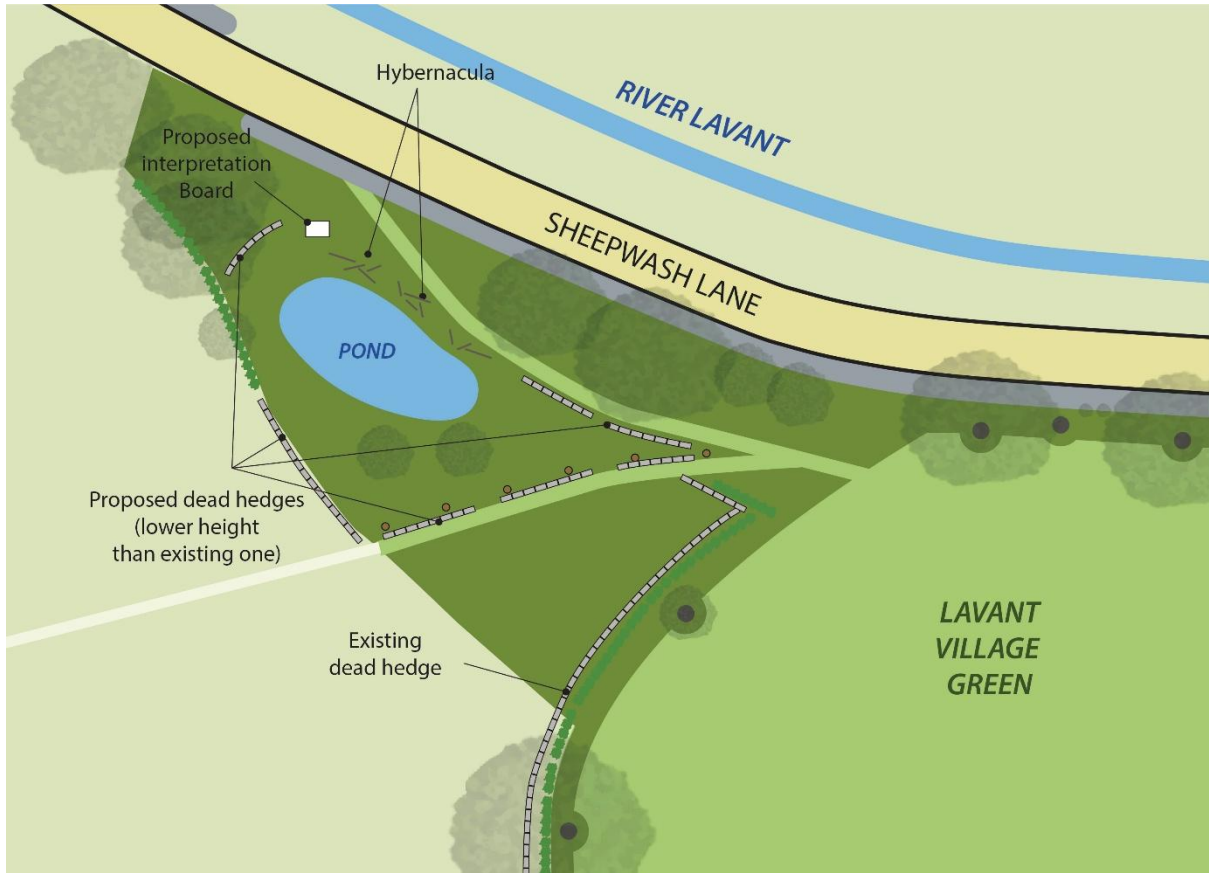 Hybernacula
RIVER LAVANT
Proposed
interpretation
Board
SHEEPWASH LANE
POND
Proposed dead hedges
(lower height
than existing one)
Existing
dead hedge
LAVANT
VILLAGE
GREEN